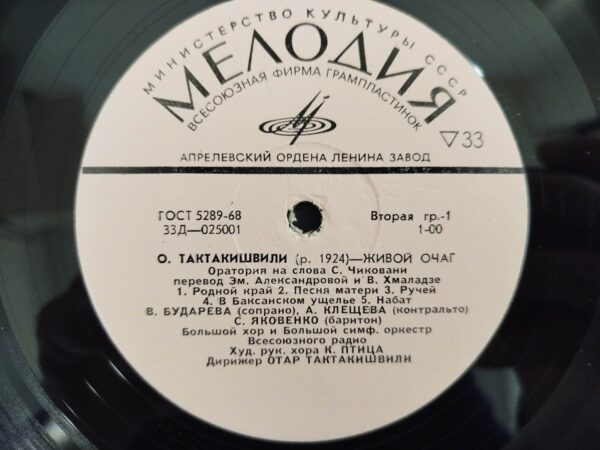 МИНИСТЕРСТВО КУЛЬТУРЫ СССР
МЕЛОДИЯ
ВСЕСОЮЗНАЯ ФИРМА ГРАМПЛАСТИНОК
▽33
АПРЕЛЕВСКИЙ ОРДЕНА ЛЕНИНА ЗАВОД
ГОСТ 5289-68 Вторая гр.-1
33Д—025001 1-00
О. ТАКТАКИШВИЛИ (р. 1924)—ЖИВОЙ ОЧАГ
Оратория на слова С. Чиковани
перевод Эм. Александровой и В. Хмаладзе
1. Родной край 2. Песня матери 3. Ручей
4. В Баксанском ущелье 5. Набат
В. БУДАРЕВА (сопрано), А. КЛЕЩЕВА (контральто)
С. ЯКОВЕНКО (баритон)
Большой хор и Большой симф. оркестр
Всесоюзного радио
Худ. рук. хора К. ПТИЦА
Дирижер ОТАР ТАКТАКИШВИЛИ